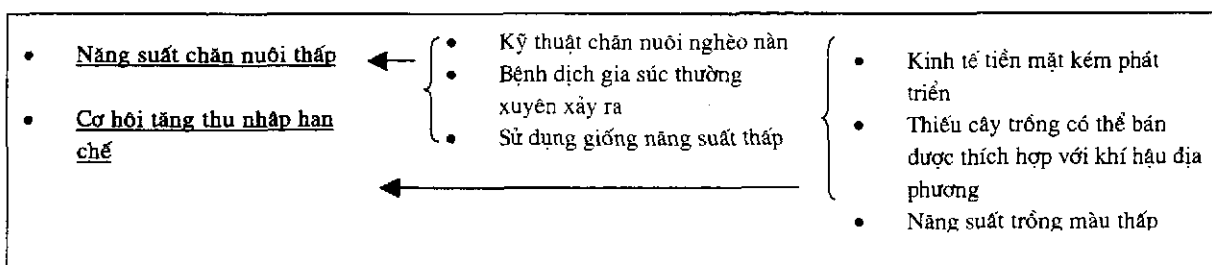 • Năng suất chăn nuôi thấp
• Cơ hội tăng thu nhập hạn
chế
• Kỹ thuật chăn nuôi nghèo nàn
• Bệnh dịch gia súc thường
xuyên xảy ra
• Sử dụng giống năng suất thấp
• Kinh tế tiền mặt kém phát
triển
• Thiếu cây trồng có thể bán
được thích hợp với khí hậu địa
phương
• Năng suất trồng màu thấp